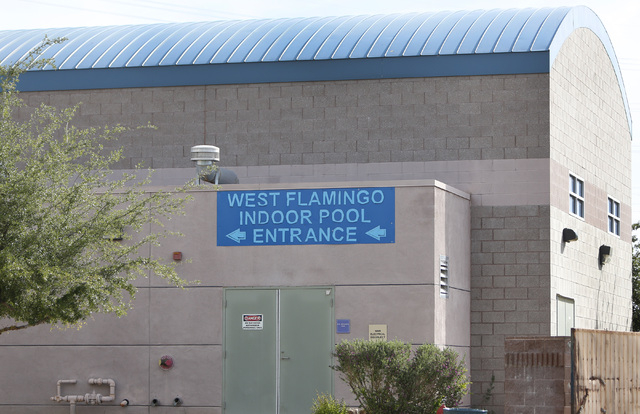 WEST FLAMINGO
INDOOR POOL
ENTRANCE
DANGER